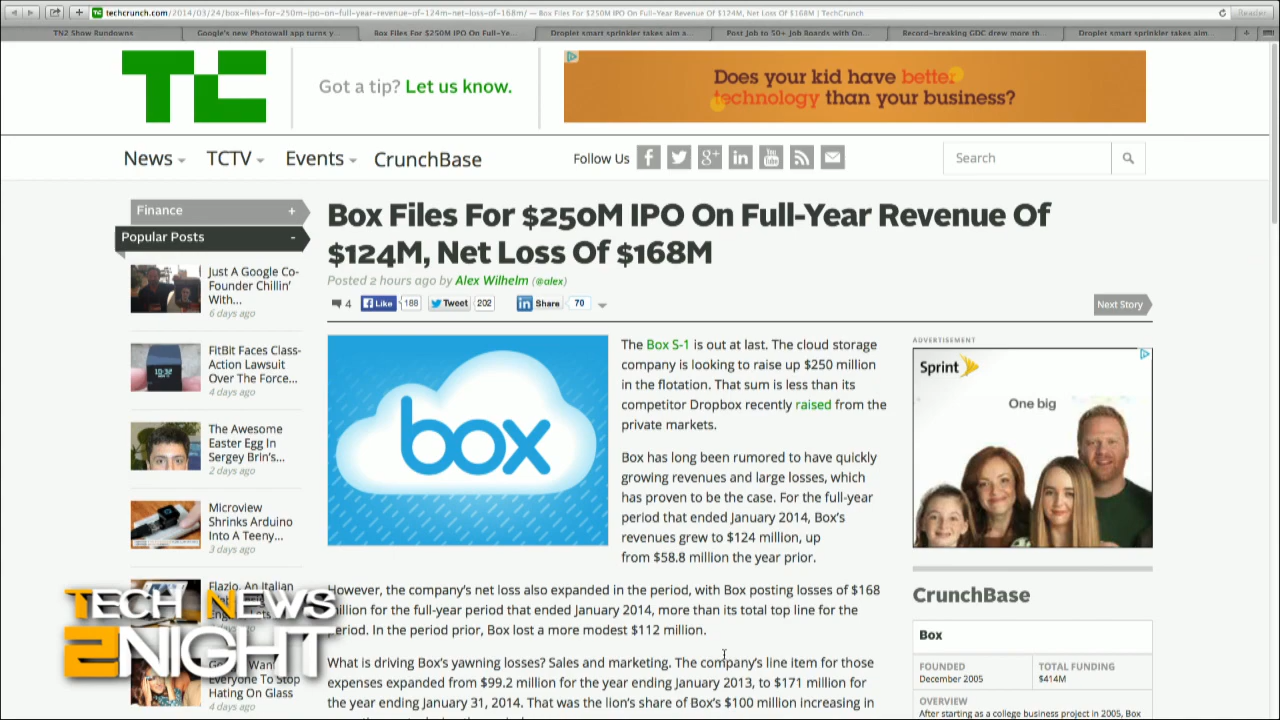 techcrunch.com/2014/03/24/box-files-for-250m-ipo-on-full-year-revenue-of-124m-net-loss-of-168m/ — Box Files For $250M IPO On Full-Year Revenue Of $124M, Net Loss Of $168M | TechCrunch
Reader
TN2 Show Rundowns
Google's new Photowall app turns y...
Box Files For $250M IPO On Full-Ye...
Droplet smart sprinkler takes aim a...
Post Job to 50+ Job Boards with On...
Record-breaking GDC drew more th...
Droplet smart sprinkler takes aim...
TC
Got a tip? Let us know.
Does your kid have better
technology than your business?
News
TCTV
Events
CrunchBase
Follow Us
Search
Finance +
Popular Posts -
Just A Google Co-
Founder Chillin'
With...
6 days ago
FitBit Faces Class-
Action Lawsuit
Over The Force...
4 days ago
The Awesome
Easter Egg In
Sergey Brin's...
2 days ago
Microview
Shrinks Arduino
Into A Teeny...
3 days ago
Flazio, An Italian
Everyone To Stop
Hating On Glass
4 days ago
Box Files For $250M IPO On Full-Year Revenue Of
$124M, Net Loss Of $168M
Posted 2 hours ago by Alex Wilhelm (@alex)
4
Like 188
Tweet 202
Share 70
Next Story
box
The Box S-1 is out at last. The cloud storage
company is looking to raise up $250 million
in the flotation. That sum is less than its
competitor Dropbox recently raised from the
private markets.
Box has long been rumored to have quickly
growing revenues and large losses, which
has proven to be the case. For the full-year
period that ended January 2014, Box's
revenues grew to $124 million, up
from $58.8 million the year prior.
However, the company's net loss also expanded in the period, with Box posting losses of $168
million for the full-year period that ended January 2014, more than its total top line for the
period. In the period prior, Box lost a more modest $112 million.
What is driving Box's yawning losses? Sales and marketing. The company's line item for those
expenses expanded from $99.2 million for the year ending January 2013, to $171 million for
the year ending January 31, 2014. That was the lion's share of Box's $100 million increasing in
ADVERTISEMENT
Sprint
One big
CrunchBase
Box
FOUNDED
December 2005
TOTAL FUNDING
$414M
OVERVIEW
After starting as a college business project in 2005, Box
TECH NEWS
2NIGHT